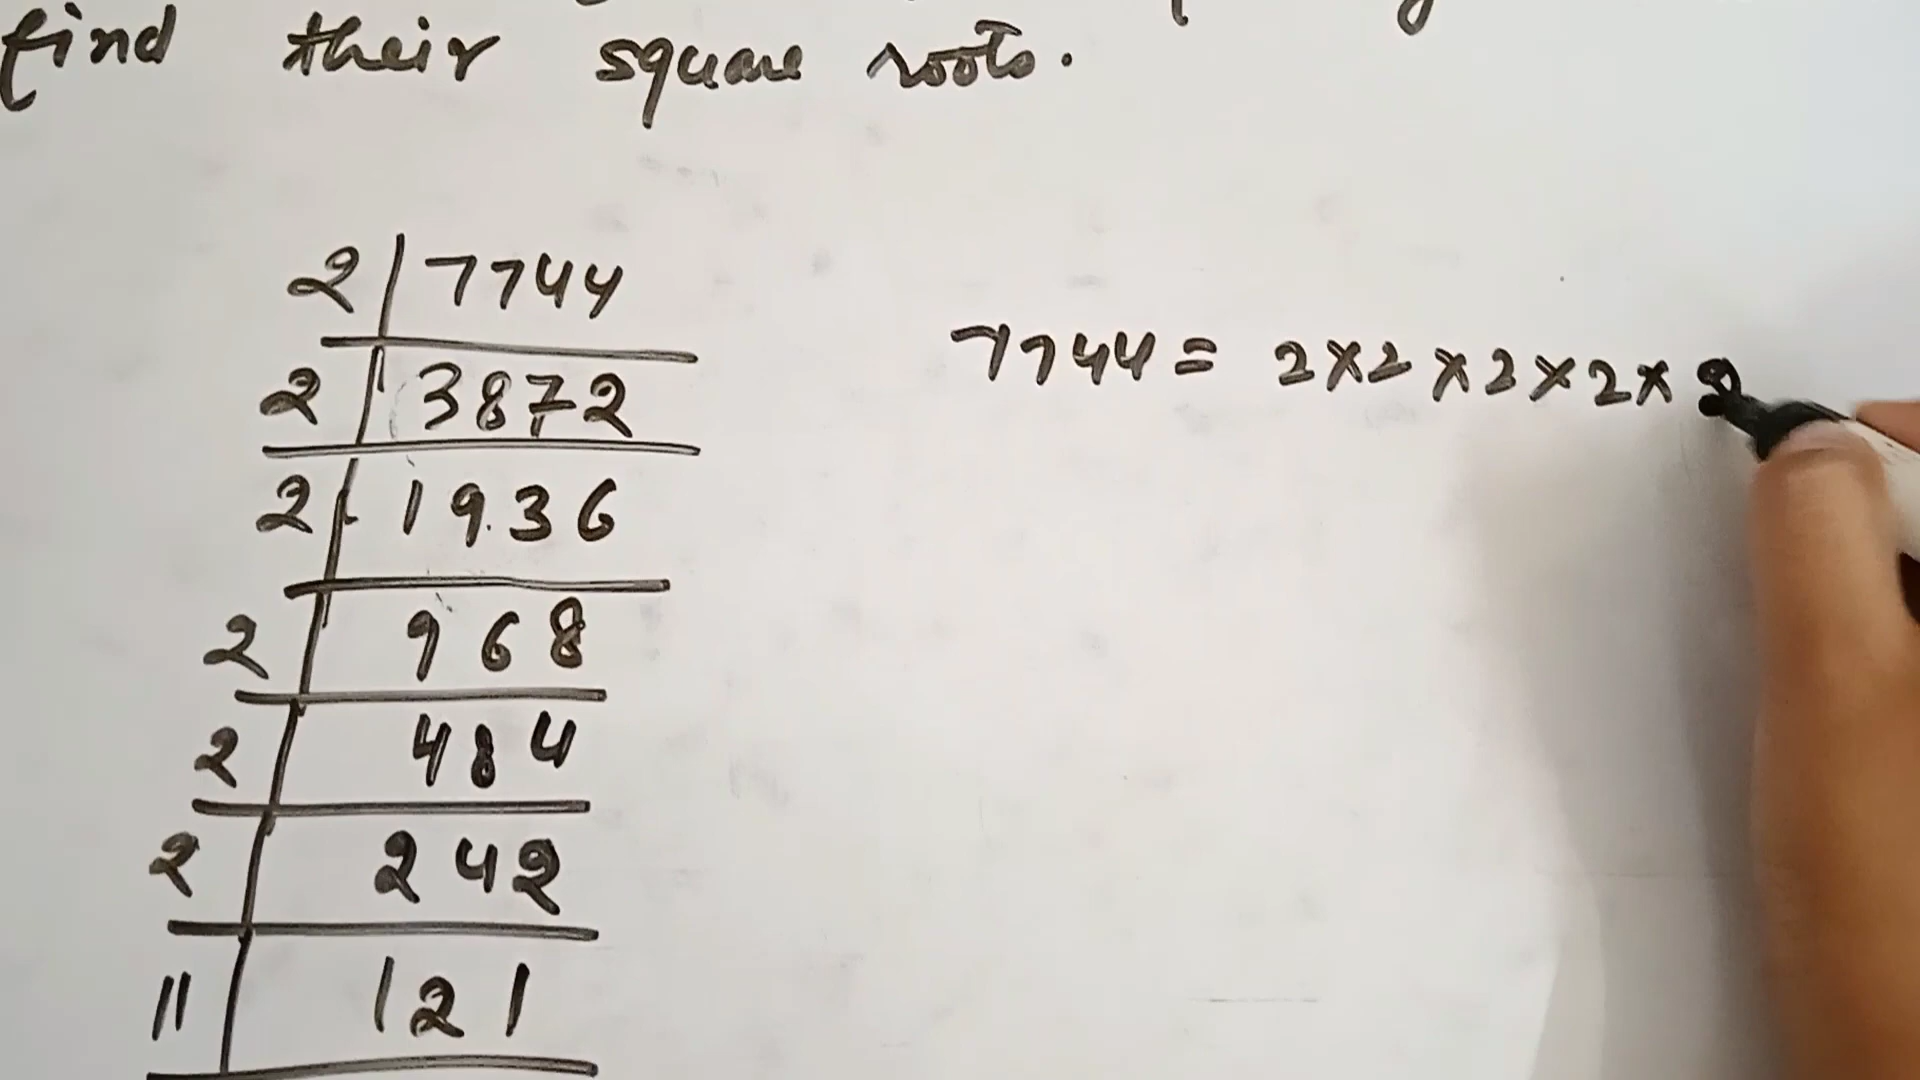 find their square roots.
2 | 7744
2 | 3872
2 | 1936
2 | 968
2 | 484
2 | 242
11 | 121
7744 = 2×2×2×2×2